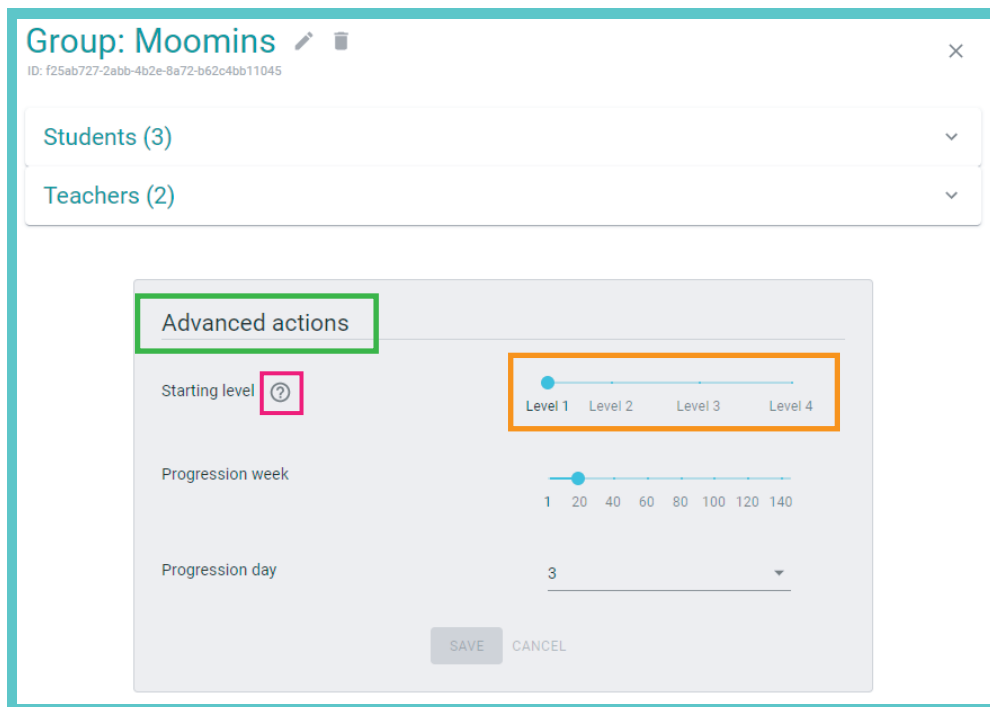 Group: Moomins
ID: f25ab727-2abb-4b2e-8a72-b62c4bb11045
Students (3)
Teachers (2)
Advanced actions
Starting level
Level 1 Level 2 Level 3 Level 4
Progression week
1 20 40 60 80 100 120 140
Progression day
3
SAVE CANCEL